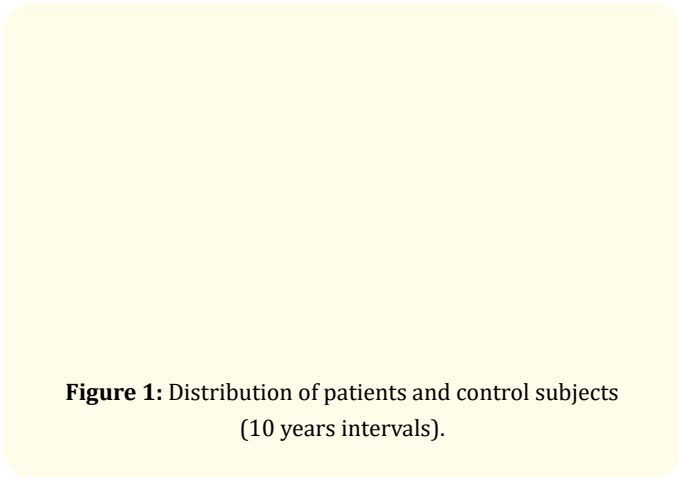 Figure 1: Distribution of patients and control subjects
(10 years intervals).